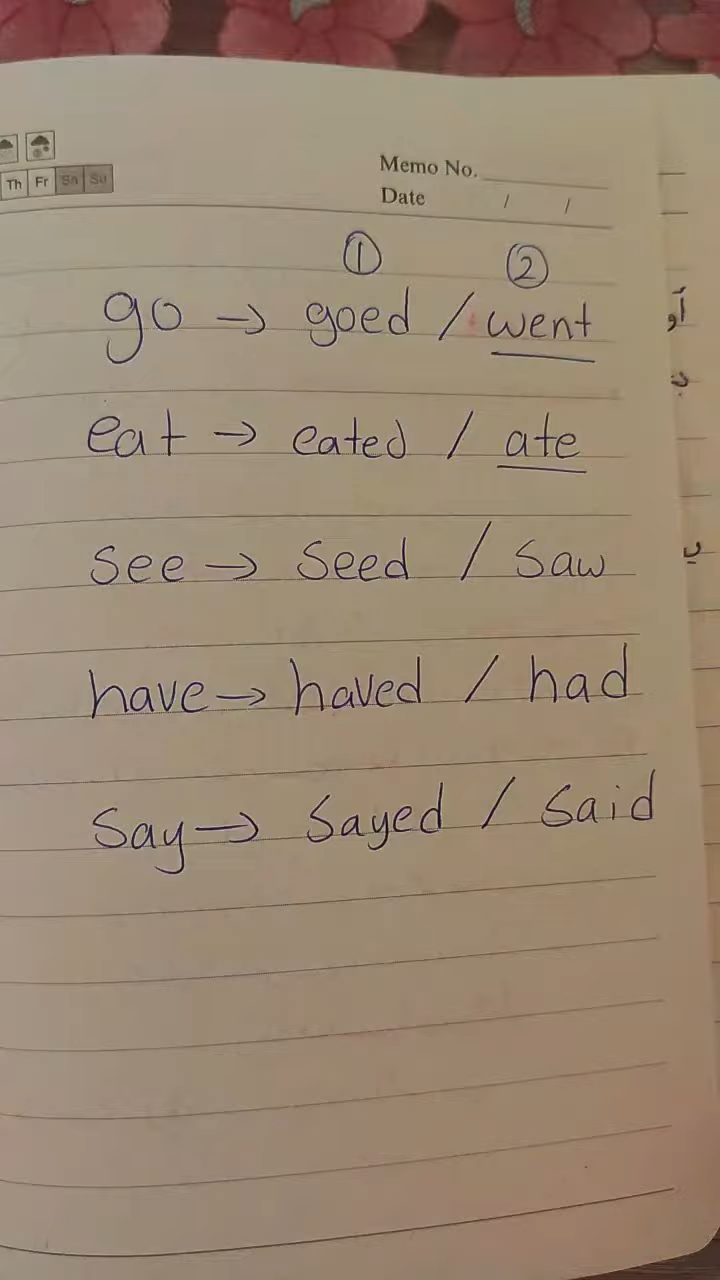 Th Fr Sa Su
Memo No.
Date / /
① ②
go → goed / went
eat → eated / ate
see → seed / saw
have → haved / had
say → sayed / said